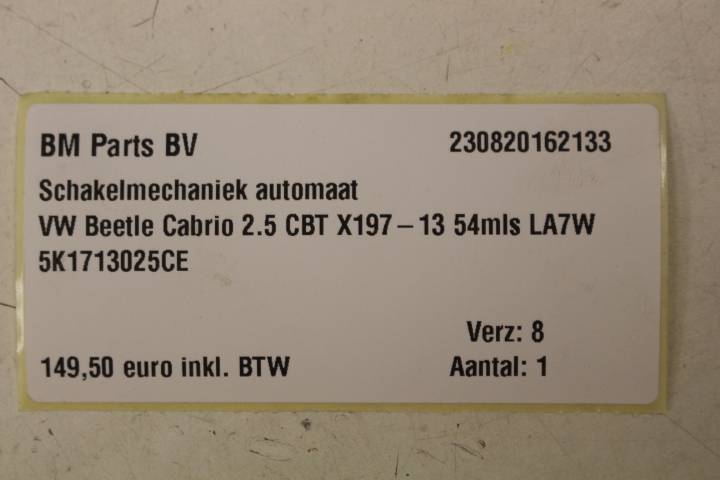 BM Parts BV 230820162133
Schakelmechaniek automaat
VW Beetle Cabrio 2.5 CBT X197 – 13 54mls LA7W
5K1713025CE
Verz: 8
149,50 euro inkl. BTW Aantal: 1